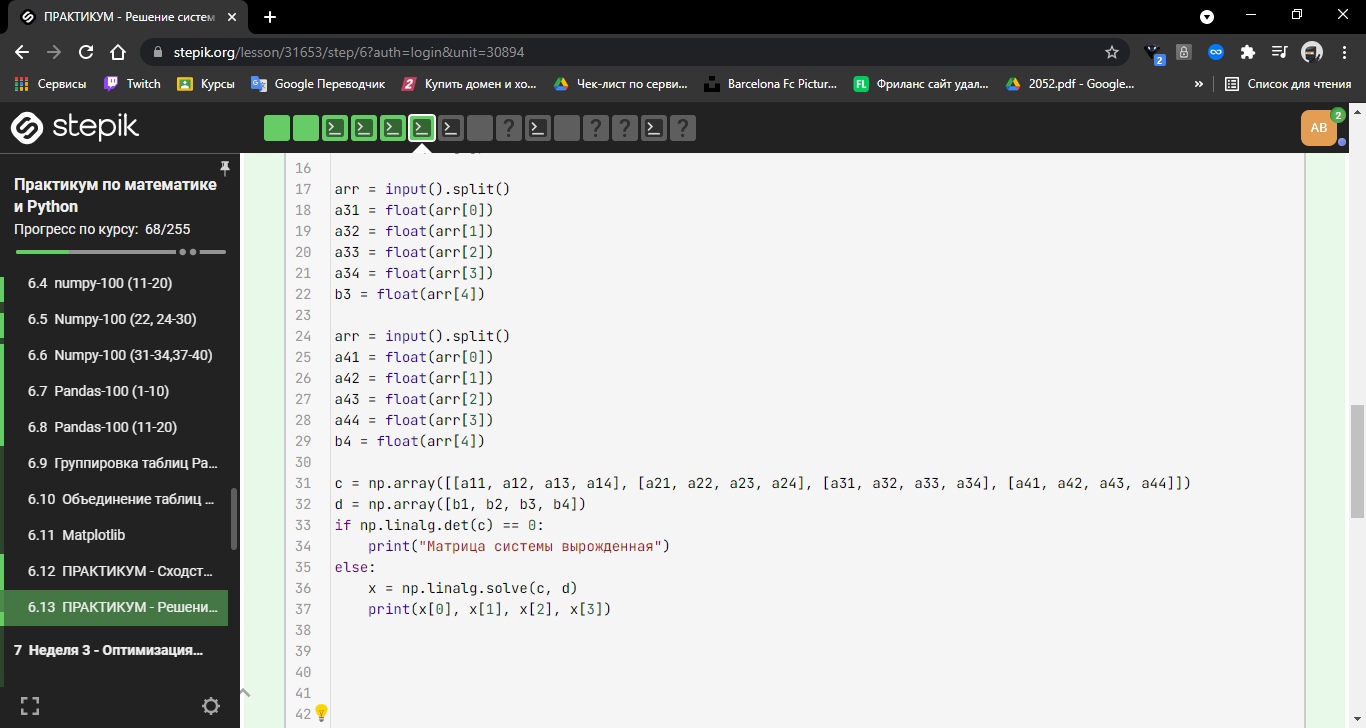 ПРАКТИКУМ - Решение систем
stepik.org/lesson/31653/step/6?auth=login&unit=30894
2
Сервисы Twitch Курсы Google Переводчик Купить домен и хо... Чек-лист по серви... Barcelona Fc Pictur... FL Фриланс сайт удал... 2052.pdf - Google... » Список для чтения
stepik
? ? ? ?
AB 2
Практикум по математике
и Python
Прогресс по курсу: 68/255
6.4 numpy-100 (11-20)
6.5 Numpy-100 (22, 24-30)
6.6 Numpy-100 (31-34,37-40)
6.7 Pandas-100 (1-10)
6.8 Pandas-100 (11-20)
6.9 Группировка таблиц Pa...
6.10 Объединение таблиц ...
6.11 Matplotlib
6.12 ПРАКТИКУМ - Сходст...
6.13 ПРАКТИКУМ - Решени...
7 Неделя 3 - Оптимизация...
16
17 arr = input().split()
18 a31 = float(arr[0])
19 a32 = float(arr[1])
20 a33 = float(arr[2])
21 a34 = float(arr[3])
22 b3 = float(arr[4])
23
24 arr = input().split()
25 a41 = float(arr[0])
26 a42 = float(arr[1])
27 a43 = float(arr[2])
28 a44 = float(arr[3])
29 b4 = float(arr[4])
30
31 c = np.array([[a11, a12, a13, a14], [a21, a22, a23, a24], [a31, a32, a33, a34], [a41, a42, a43, a44]])
32 d = np.array([b1, b2, b3, b4])
33 if np.linalg.det(c) == 0:
34     print("Матрица системы вырожденная")
35 else:
36     x = np.linalg.solve(c, d)
37     print(x[0], x[1], x[2], x[3])
38
39
40
41
42